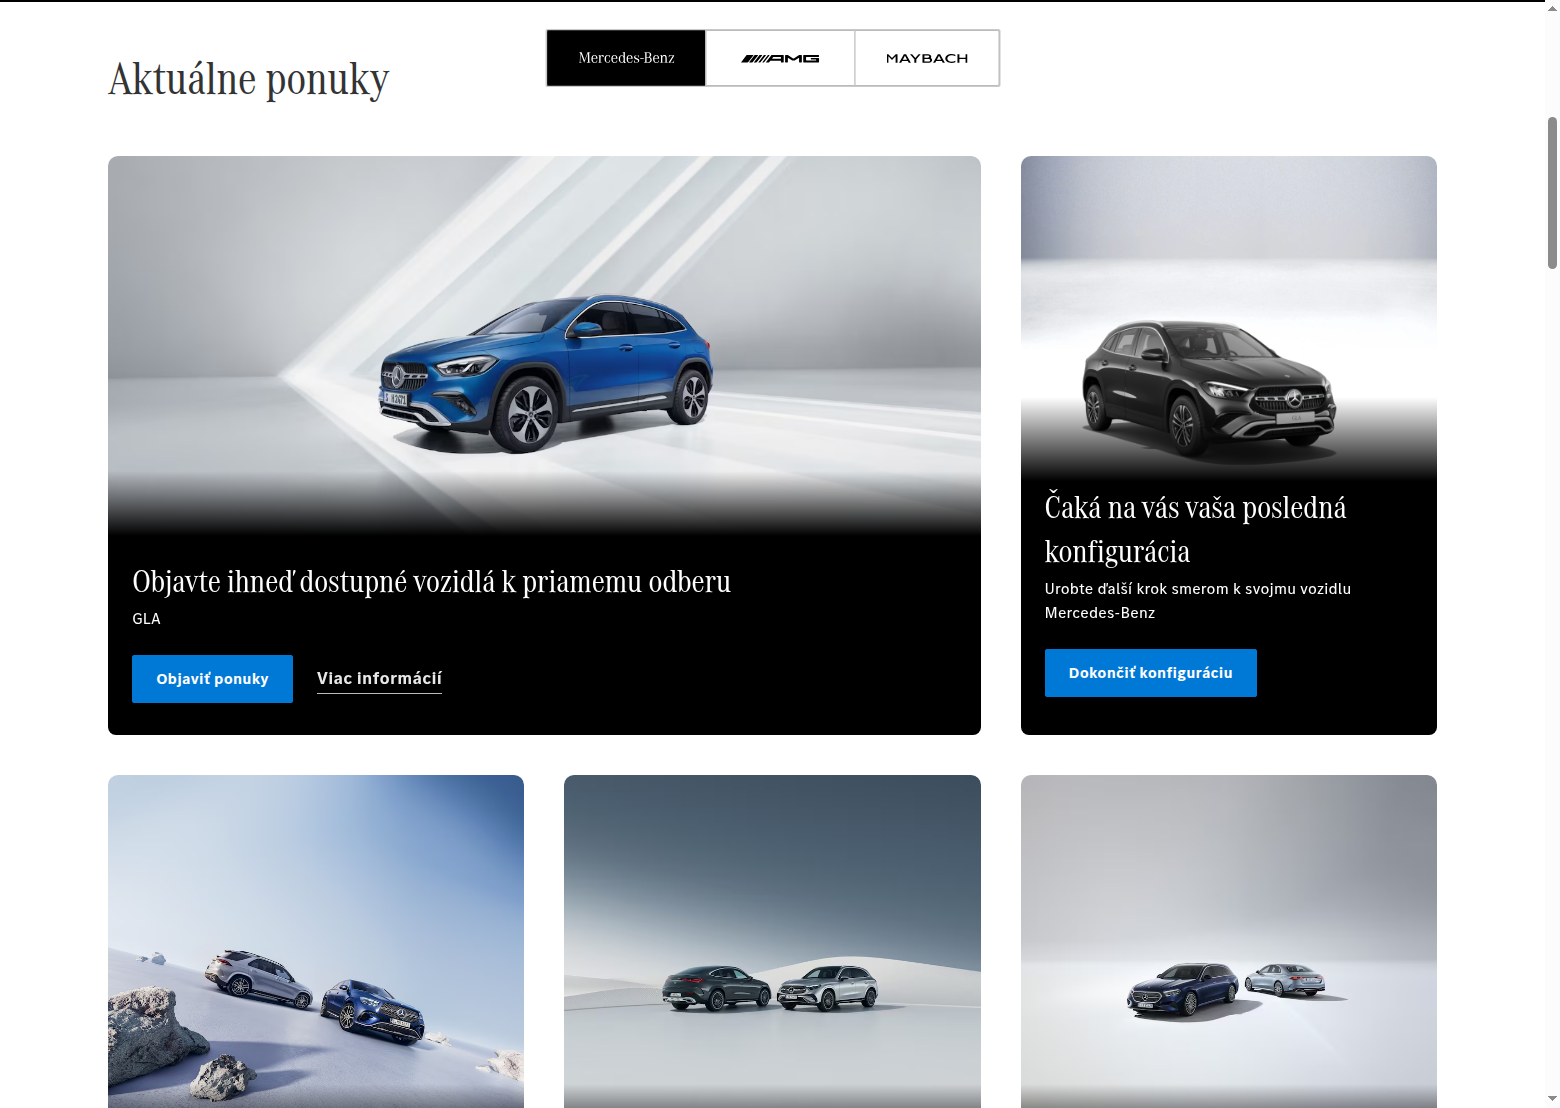 Aktuálne ponuky
Mercedes-Benz
AMG
MAYBACH
Objavte ihneď dostupné vozidlá k priamemu odberu
GLA
Objaviť ponuky
Viac informácií
Čaká na vás vaša posledná
konfigurácia
Urobte ďalší krok smerom k svojmu vozidlu
Mercedes-Benz
Dokončiť konfiguráciu